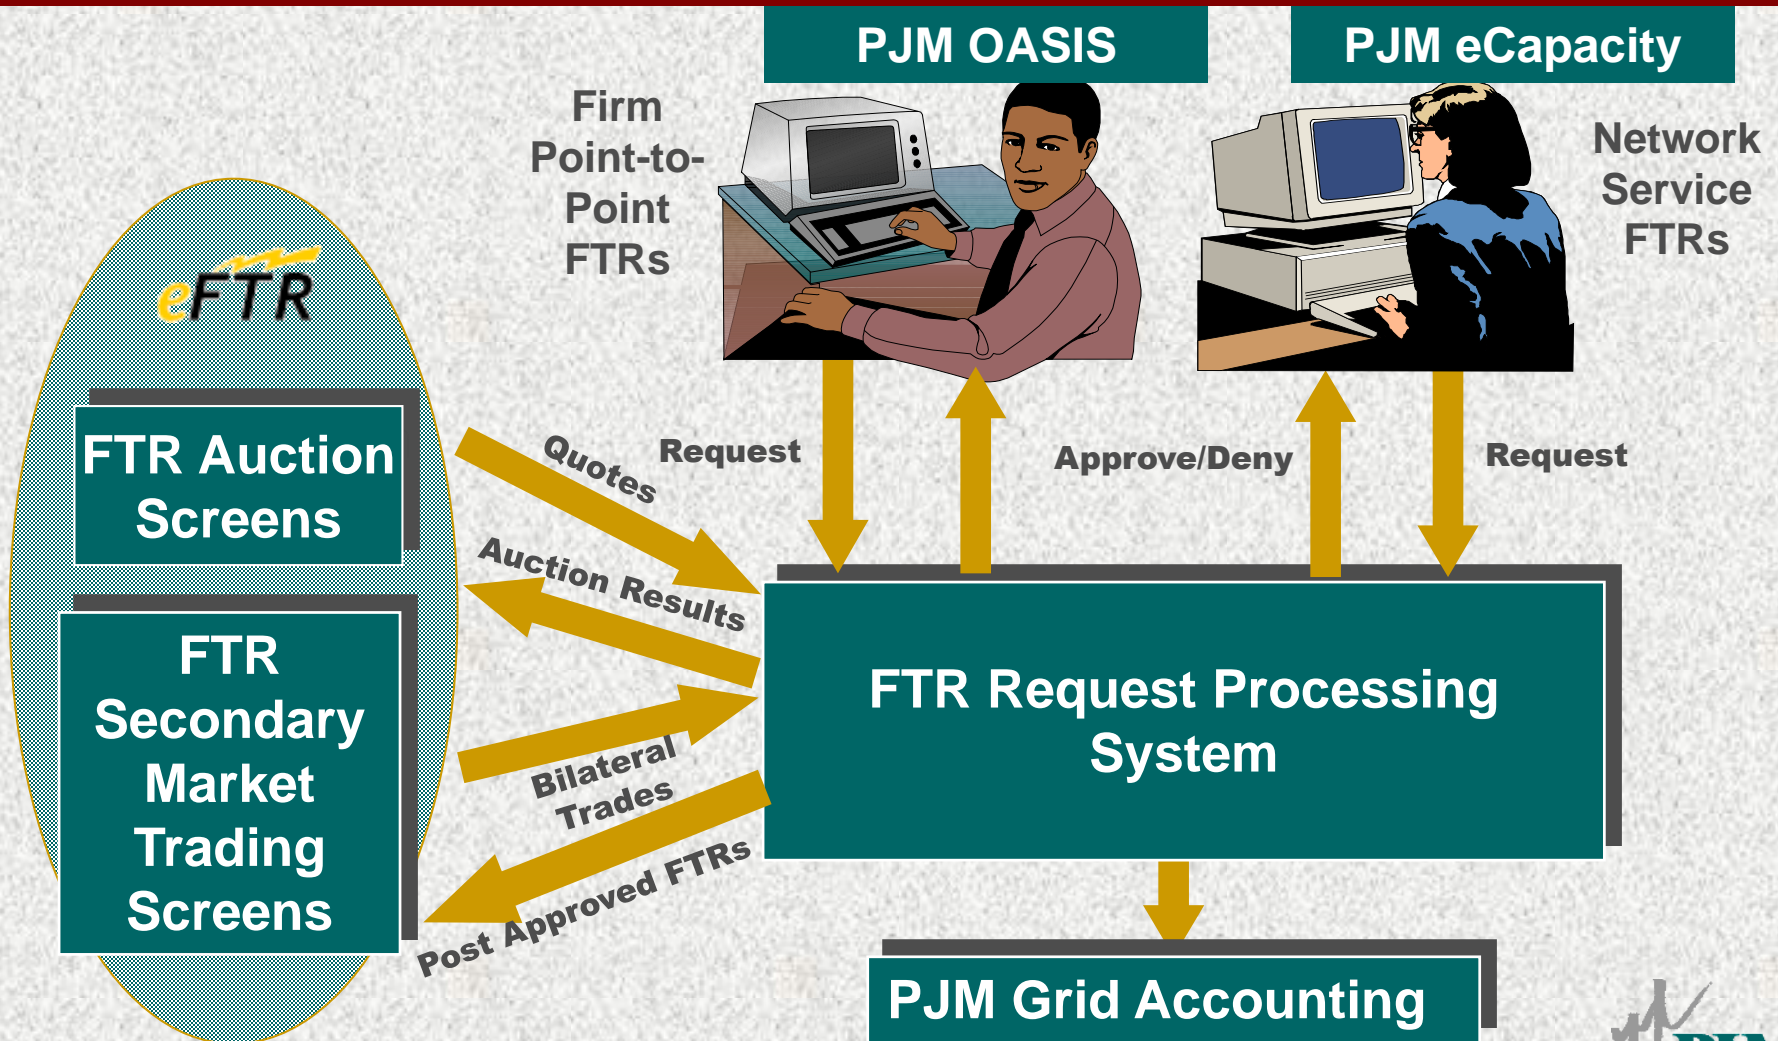 PJM OASIS
PJM eCapacity
Firm
Point-to-
Point
FTRs
Network
Service
FTRs
eFTR
FTR Auction
Screens
FTR
Secondary
Market
Trading
Screens
Quotes
Auction Results
Bilateral
Trades
Post Approved FTRs
Request
Approve/Deny
Request
FTR Request Processing
System
PJM Grid Accounting